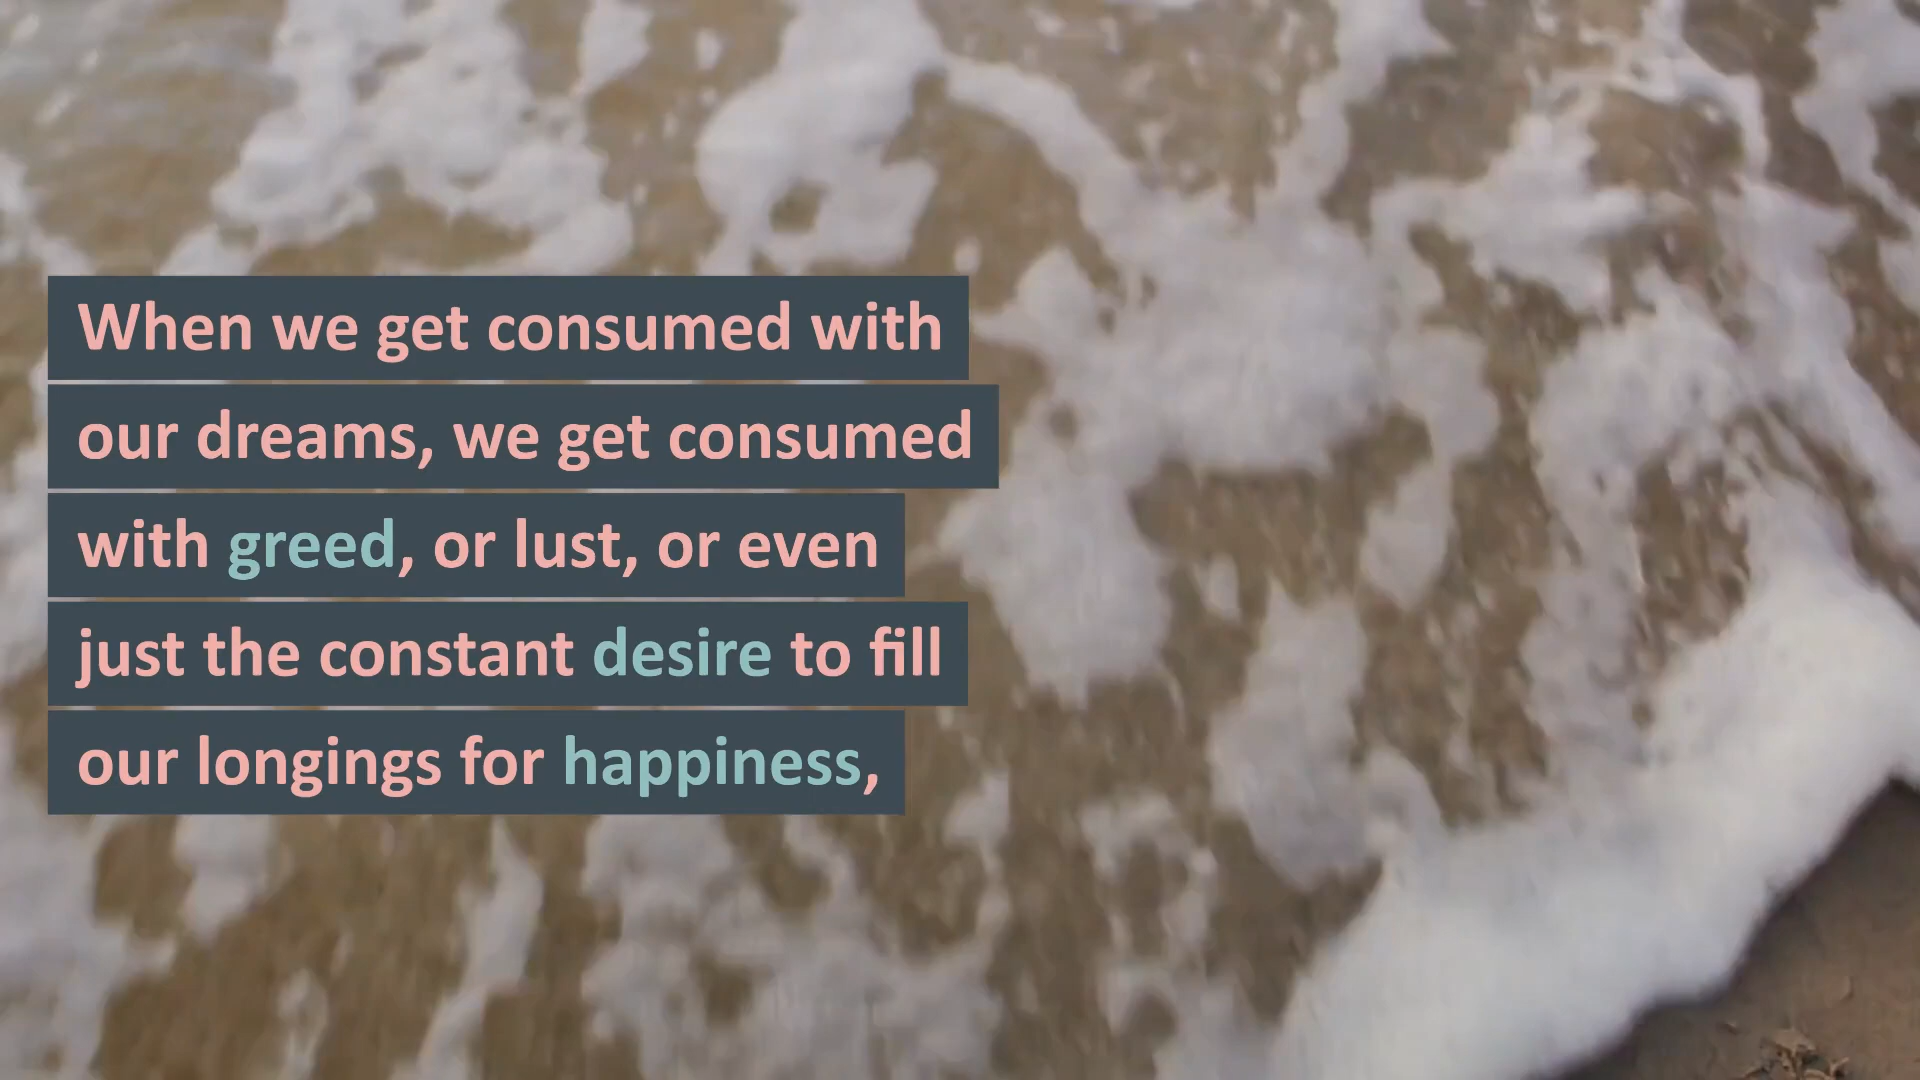 When we get consumed with
our dreams, we get consumed
with greed, or lust, or even
just the constant desire to fill
our longings for happiness,